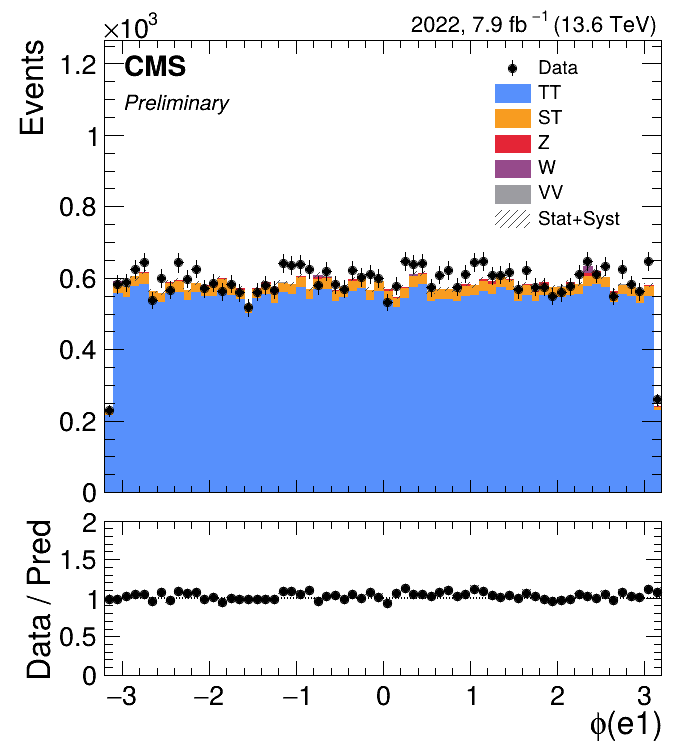 ×10³
2022, 7.9 fb⁻¹ (13.6 TeV)
Events
CMS
Preliminary
Data
TT
ST
Z
W
VV
Stat+Syst
1.2
1
0.8
0.6
0.4
0.2
0
Data / Pred
2
1.5
1
0.5
0
−3 −2 −1 0 1 2 3
ϕ(e1)